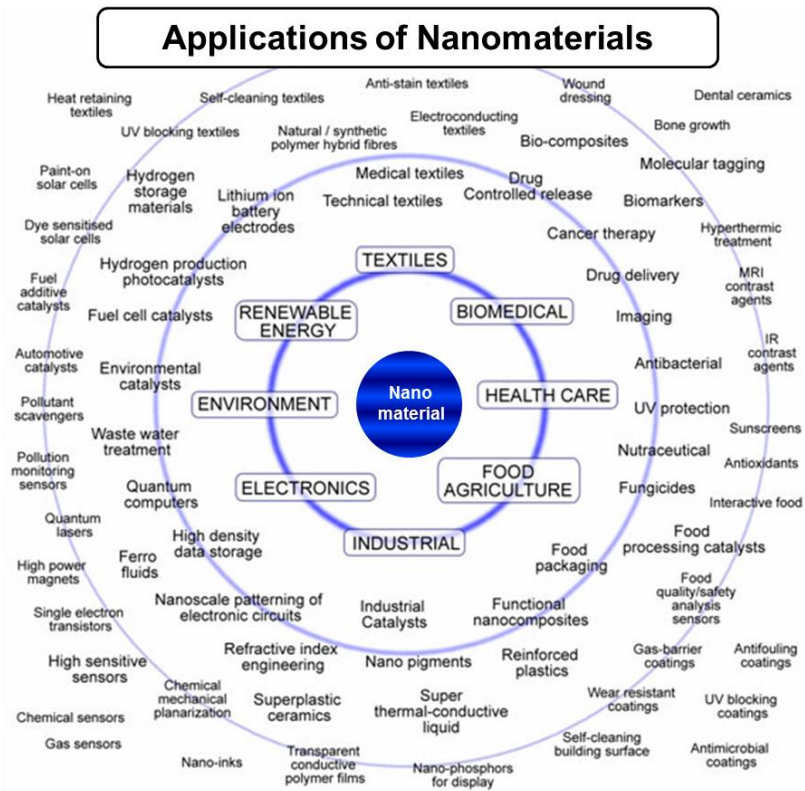 Applications of Nanomaterials
Anti-stain textiles
Wound
dressing
Dental ceramics
Heat retaining
textiles
Self-cleaning textiles
Electroconducting
textiles
Bone growth
UV blocking textiles
Natural / synthetic
polymer hybrid fibres
Bio-composites
Molecular tagging
Paint-on
solar cells
Hydrogen
storage
materials
Medical textiles
Drug
Controlled release
Lithium ion
battery
electrodes
Technical textiles
Biomarkers
Dye sensitised
solar cells
Cancer therapy
Hyperthermic
treatment
TEXTILES
Hydrogen production
photocatalysts
Drug delivery
MRI
contrast
agents
Fuel
additive
catalysts
Fuel cell catalysts
RENEWABLE
ENERGY
BIOMEDICAL
Imaging
IR
contrast
agents
Automotive
catalysts
Environmental
catalysts
Antibacterial
Nano
material
Pollutant
scavengers
ENVIRONMENT
HEALTH CARE
UV protection
Sunscreens
Waste water
treatment
Nutraceutical
Pollution
monitoring
sensors
Antioxidants
Quantum
computers
ELECTRONICS
FOOD
AGRICULTURE
Fungicides
Interactive food
Quantum
lasers
High density
data storage
INDUSTRIAL
Food
processing catalysts
High power
magnets
Ferro
fluids
Food
packaging
Food
quality/safety
analysis
sensors
Single electron
transistors
Nanoscale patterning of
electronic circuits
Industrial
Catalysts
Functional
nanocomposites
High sensitive
sensors
Refractive index
engineering
Nano pigments
Reinforced
plastics
Gas-barrier
coatings
Antifouling
coatings
Chemical
mechanical
planarization
Superplastic
ceramics
Super
thermal-conductive
liquid
Wear resistant
coatings
UV blocking
coatings
Chemical sensors
Gas sensors
Self-cleaning
building surface
Antimicrobial
coatings
Nano-inks
Transparent
conductive
polymer films
Nano-phosphors
for display